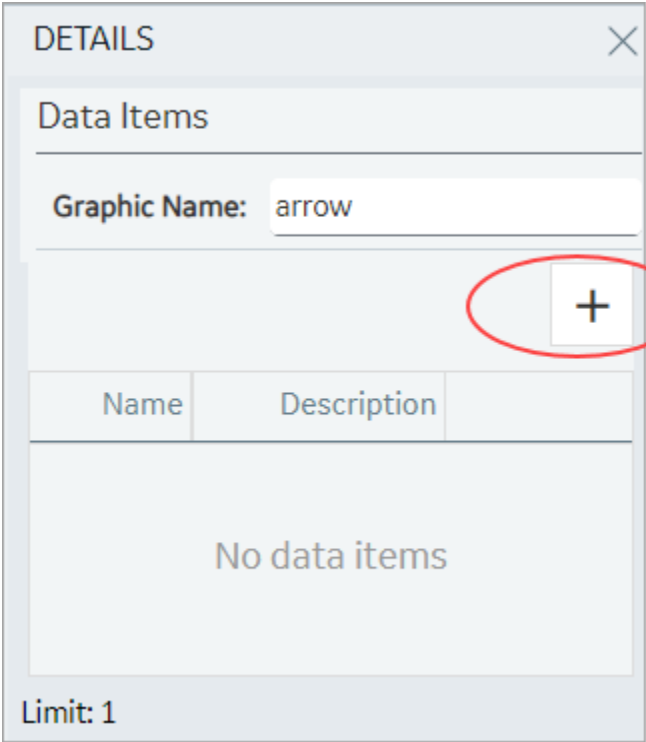 DETAILS
Data Items
Graphic Name: arrow
+
Name Description
No data items
Limit: 1